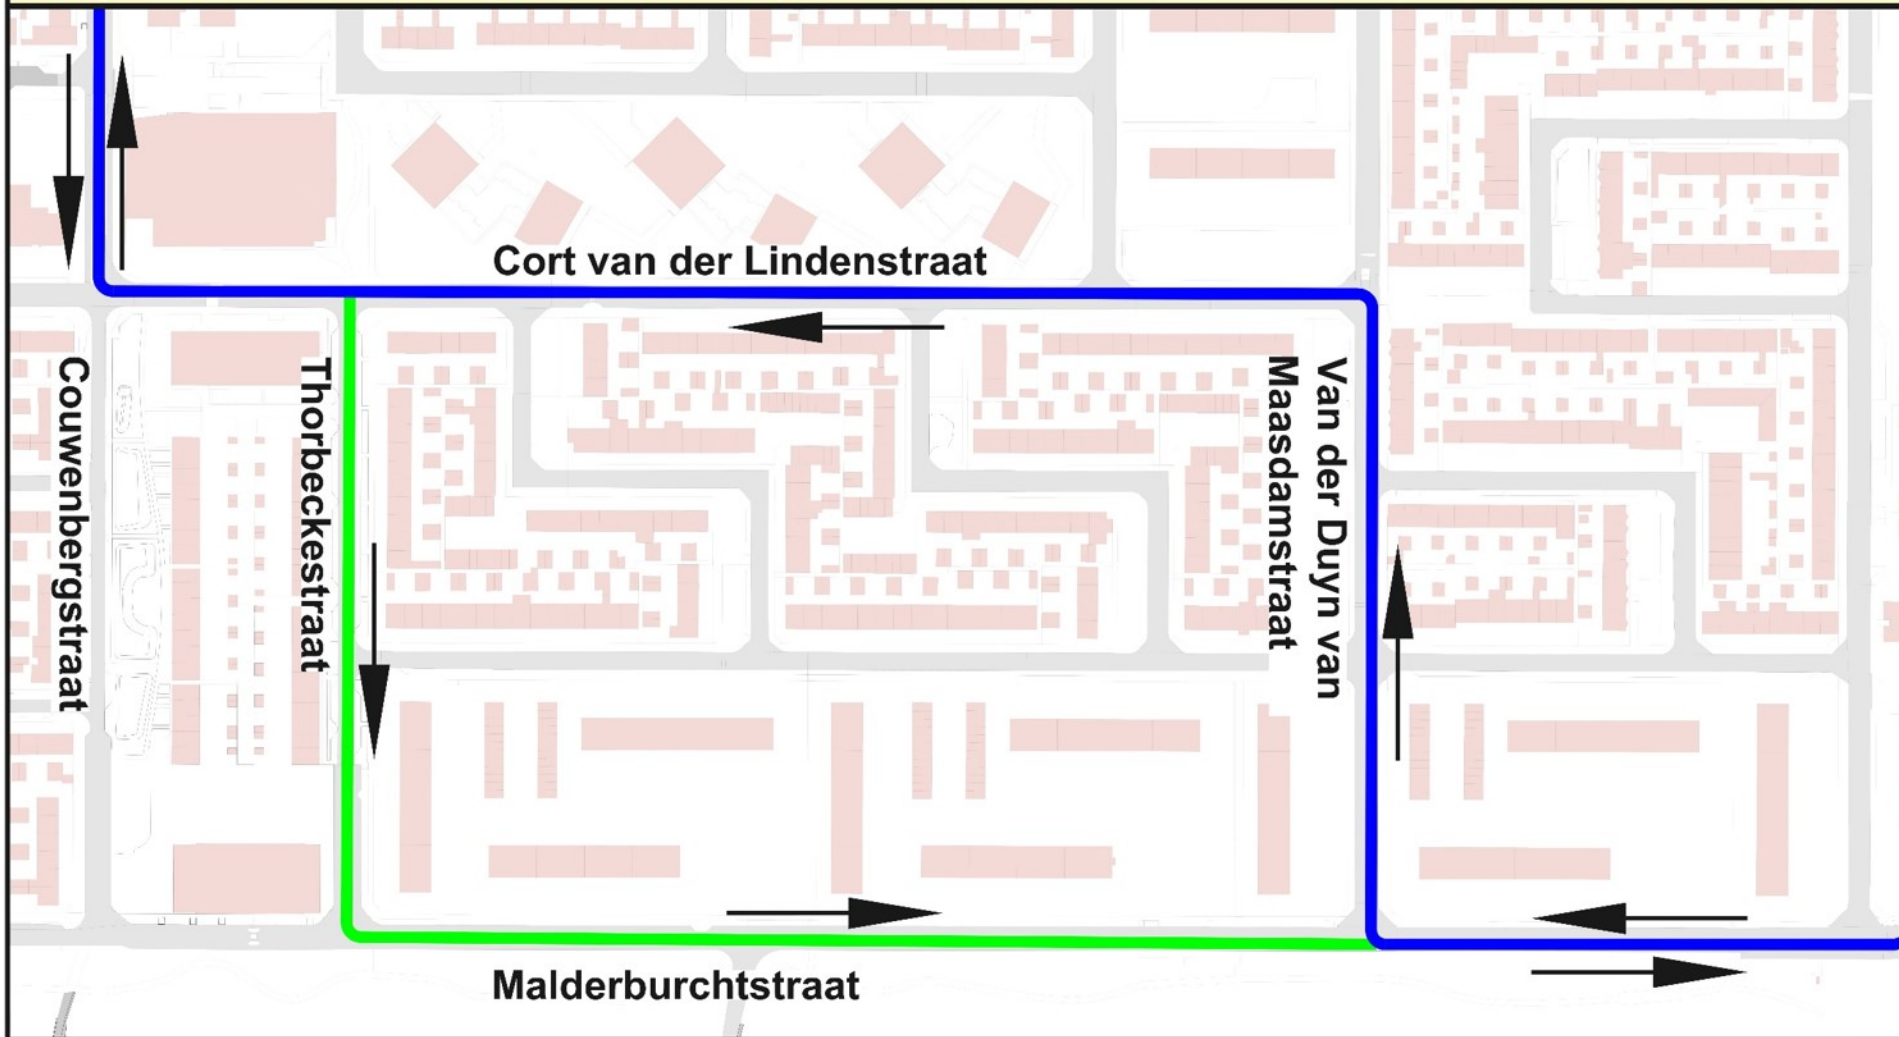 Cort van der Lindenstraat
Couwenbergstraat
Thorbeckestraat
Van der Duyn van
Maasdamstraat
Malderburchtstraat